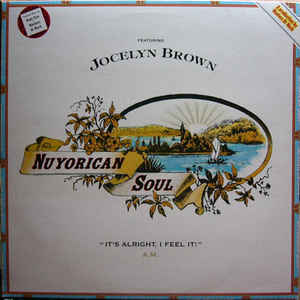 FEATURING
JOCELYN BROWN
NUYORICAN
SOUL
"IT'S ALRIGHT, I FEEL IT!"
A.M.